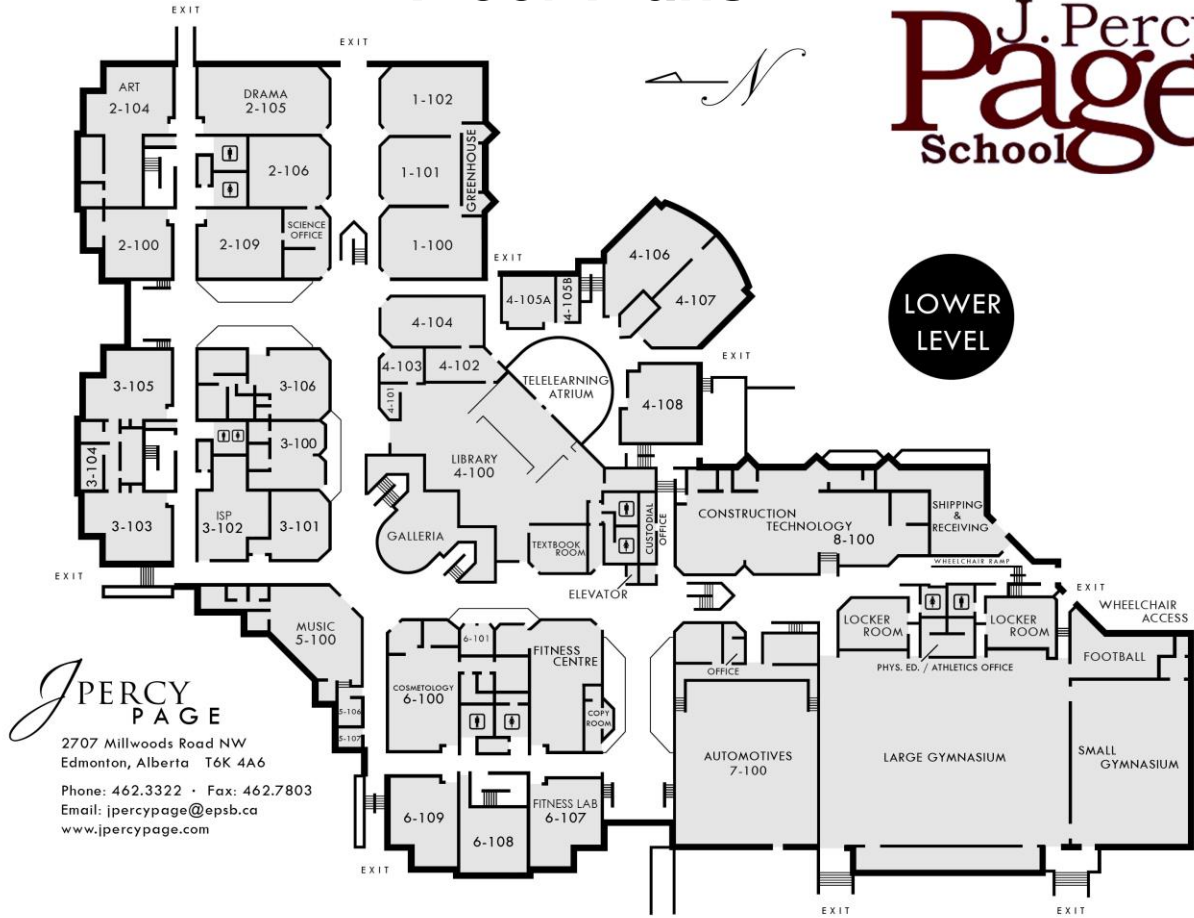 EXIT
EXIT
N
J. Percy
Page
School
ART
2-104
DRAMA
2-105
1-102
2-106
1-101
GREENHOUSE
2-100
2-109
SCIENCE
OFFICE
1-100
EXIT
4-106
4-105A
4-105B
4-107
LOWER
LEVEL
4-104
EXIT
3-105
3-106
4-103
4-102
TELELEARNING
ATRIUM
4-101
4-108
3-100
3-104
LIBRARY
4-100
3-103
ISP
3-102
3-101
GALLERIA
TEXTBOOK
ROOM
CUSTODIAL
OFFICE
CONSTRUCTION
TECHNOLOGY
8-100
SHIPPING
&
RECEIVING
WHEELCHAIR RAMP
EXIT
ELEVATOR
EXIT
WHEELCHAIR
ACCESS
MUSIC
5-100
6-101
FITNESS
CENTRE
LOCKER
ROOM
LOCKER
ROOM
FOOTBALL
OFFICE
PHYS. ED. / ATHLETICS OFFICE
COSMETOLOGY
6-100
5-106
5-107
COPY
ROOM
AUTOMOTIVES
7-100
LARGE GYMNASIUM
SMALL
GYMNASIUM
J PERCY
PAGE
2707 Millwoods Road NW
Edmonton, Alberta T6K 4A6
Phone: 462.3322 · Fax: 462.7803
Email: jpercypage@epsb.ca
www.jpercypage.com
6-109
6-108
FITNESS LAB
6-107
EXIT
EXIT
EXIT